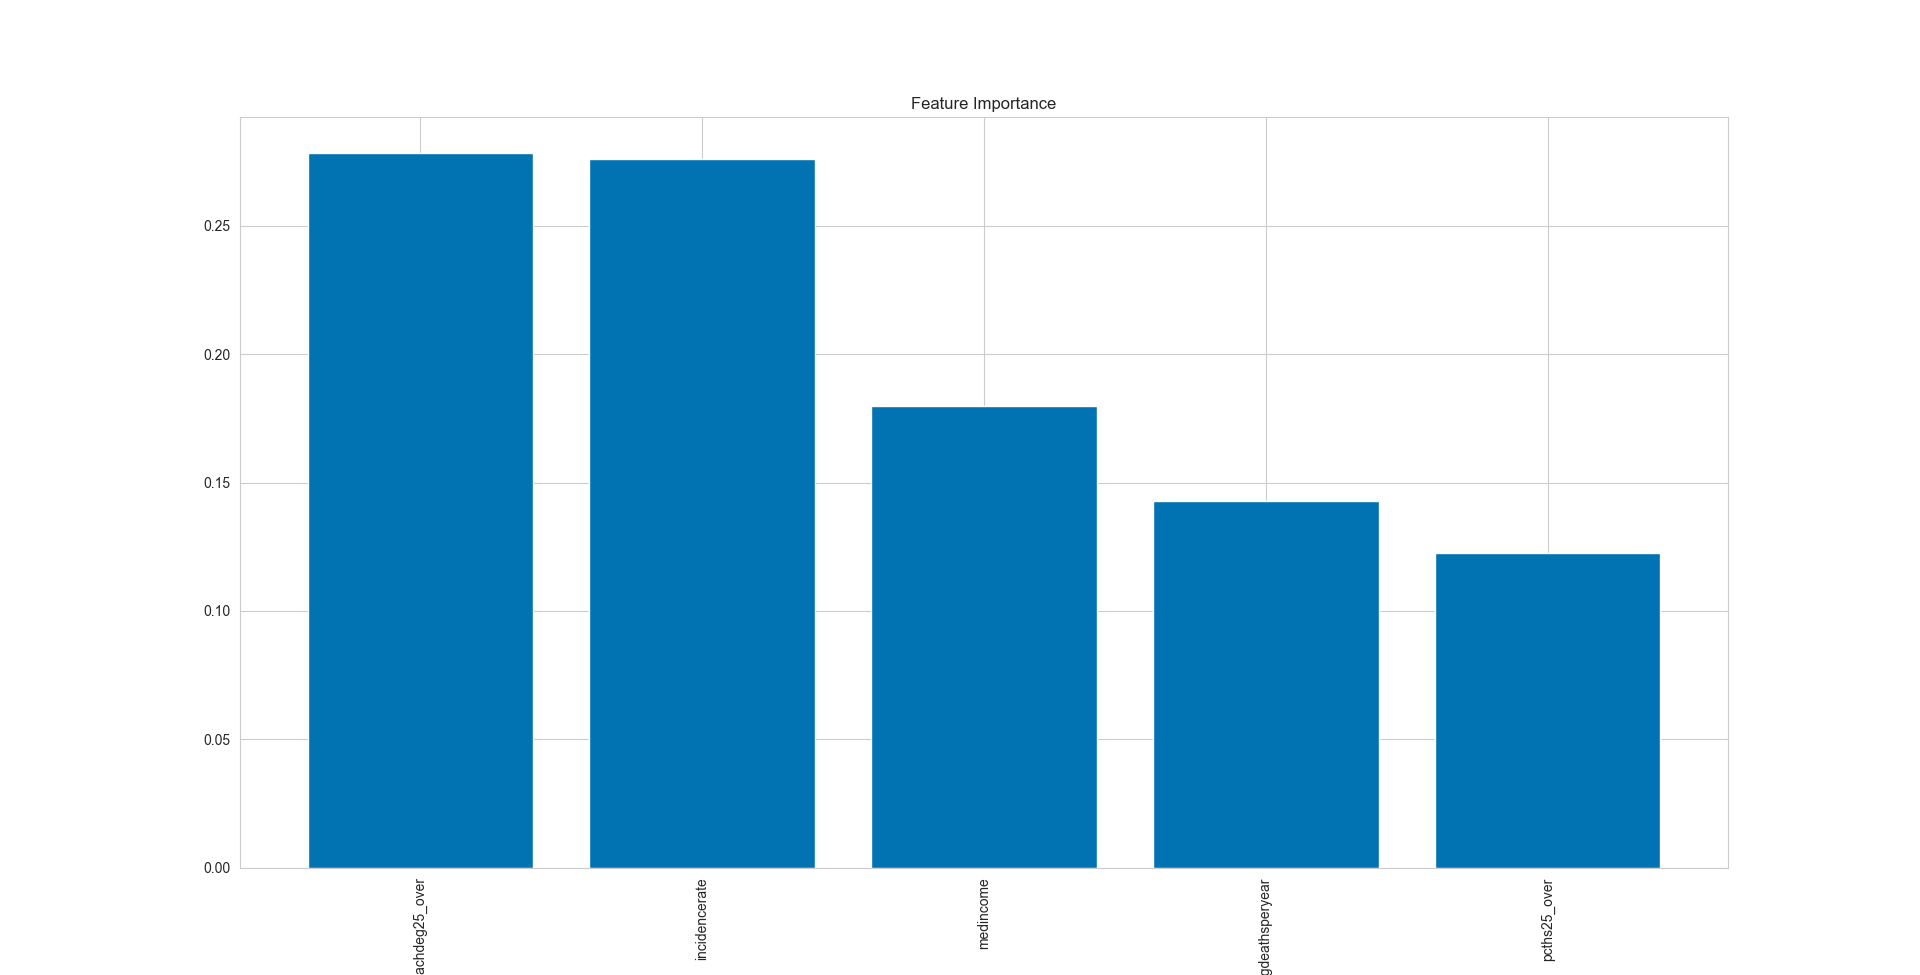 Feature Importance
0.25
0.20
0.15
0.10
0.05
0.00
achdeg25_over
incidencerate
medincome
gdeathsperyear
pcths25_over